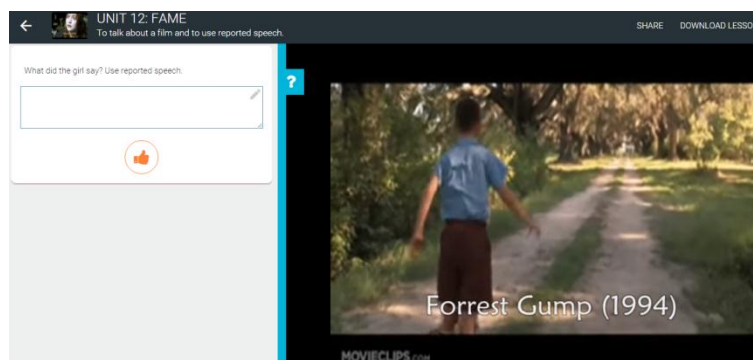 UNIT 12: FAME
To talk about a film and to use reported speech.
SHARE
DOWNLOAD LESSO
What did the girl say? Use reported speech.
?
Forrest Gump (1994)
MOVIECLIPS.COM